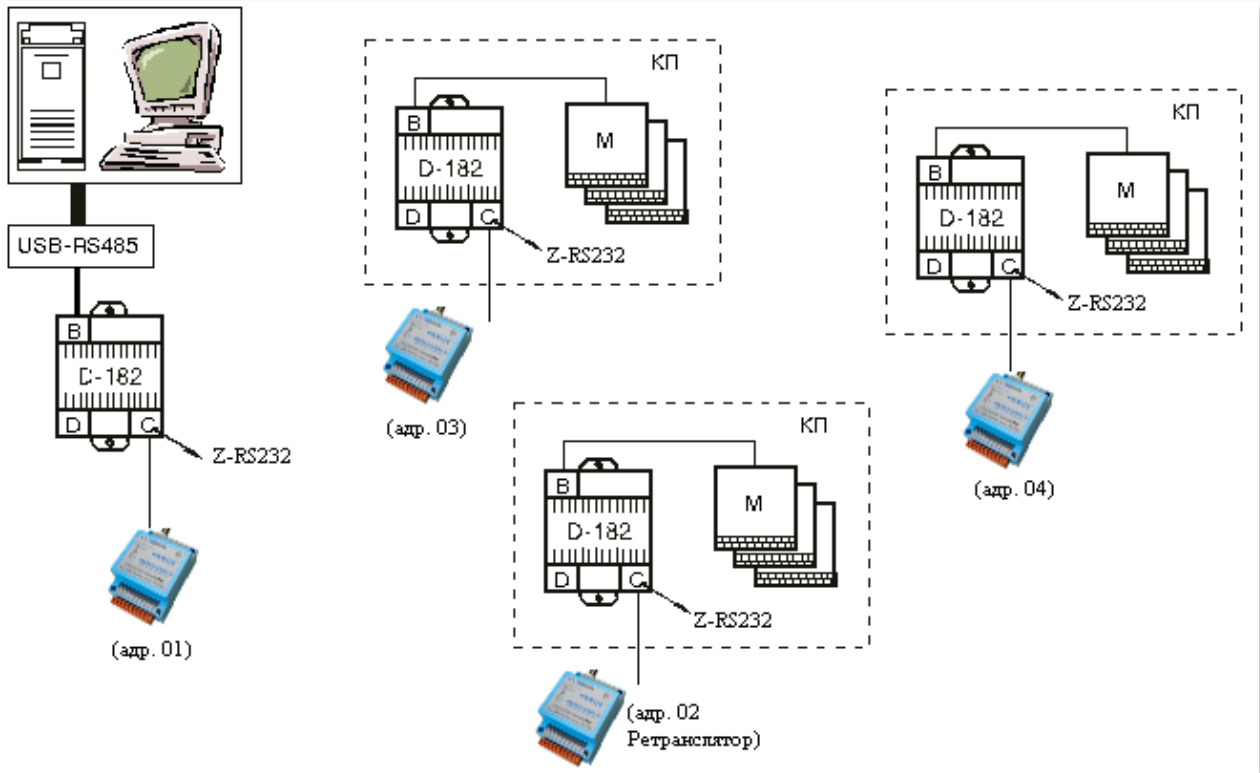 USB-RS485
B
D-182
D
C
Z-RS232
(адр. 01)
КП
B
D-182
D
C
M
Z-RS232
(адр. 03)
КП
B
D-182
D
C
M
Z-RS232
(адр. 02
Ретранслятор)
КП
B
D-182
D
C
M
Z-RS232
(адр. 04)